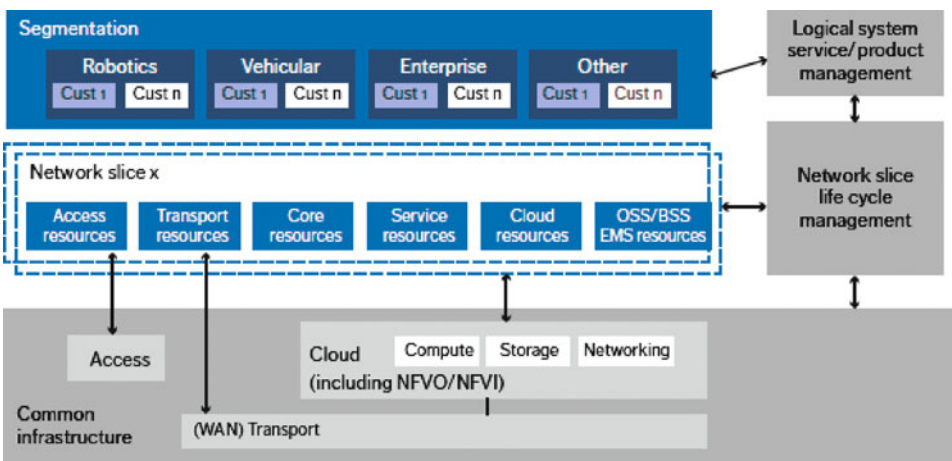 Segmentation
Robotics
Cust 1 Cust n
Vehicular
Cust 1 Cust n
Enterprise
Cust 1 Cust n
Other
Cust 1 Cust n
Logical system
service/product
management
Network slice x
Access
resources
Transport
resources
Core
resources
Service
resources
Cloud
resources
OSS/BSS
EMS resources
Network slice
life cycle
management
Access
Cloud
Compute
Storage
Networking
(including NFVO/NFVI)
Common
infrastructure
(WAN) Transport